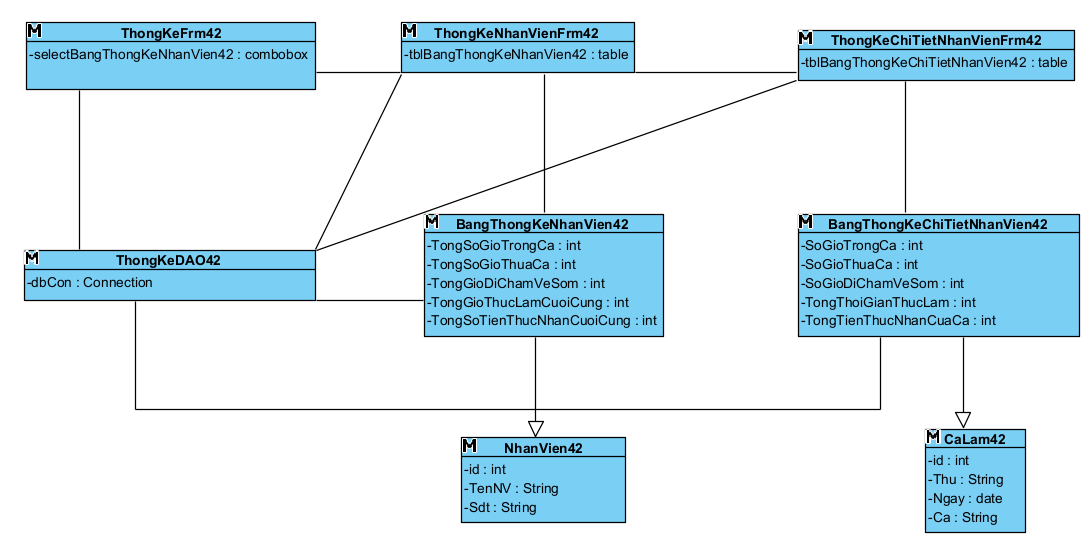 M
ThongKeFrm42
-selectBangThongKeNhanVien42 : combobox
M
ThongKeNhanVienFrm42
-tblBangThongKeNhanVien42 : table
M
ThongKeChiTietNhanVienFrm42
-tblBangThongKeChiTietNhanVien42 : table
M
ThongKeDAO42
-dbCon : Connection
M
BangThongKeNhanVien42
-TongSoGioTrongCa : int
-TongSoGioThuaCa : int
-TongGioDiChamVeSom : int
-TongGioThucLamCuoiCung : int
-TongSoTienThucNhanCuoiCung : int
M
BangThongKeChiTietNhanVien42
-SoGioTrongCa : int
-SoGioThuaCa : int
-SoGioDiChamVeSom : int
-TongThoiGianThucLam : int
-TongTienThucNhanCuaCa : int
M
NhanVien42
-id : int
-TenNV : String
-Sdt : String
M
CaLam42
-id : int
-Thu : String
-Ngay : date
-Ca : String